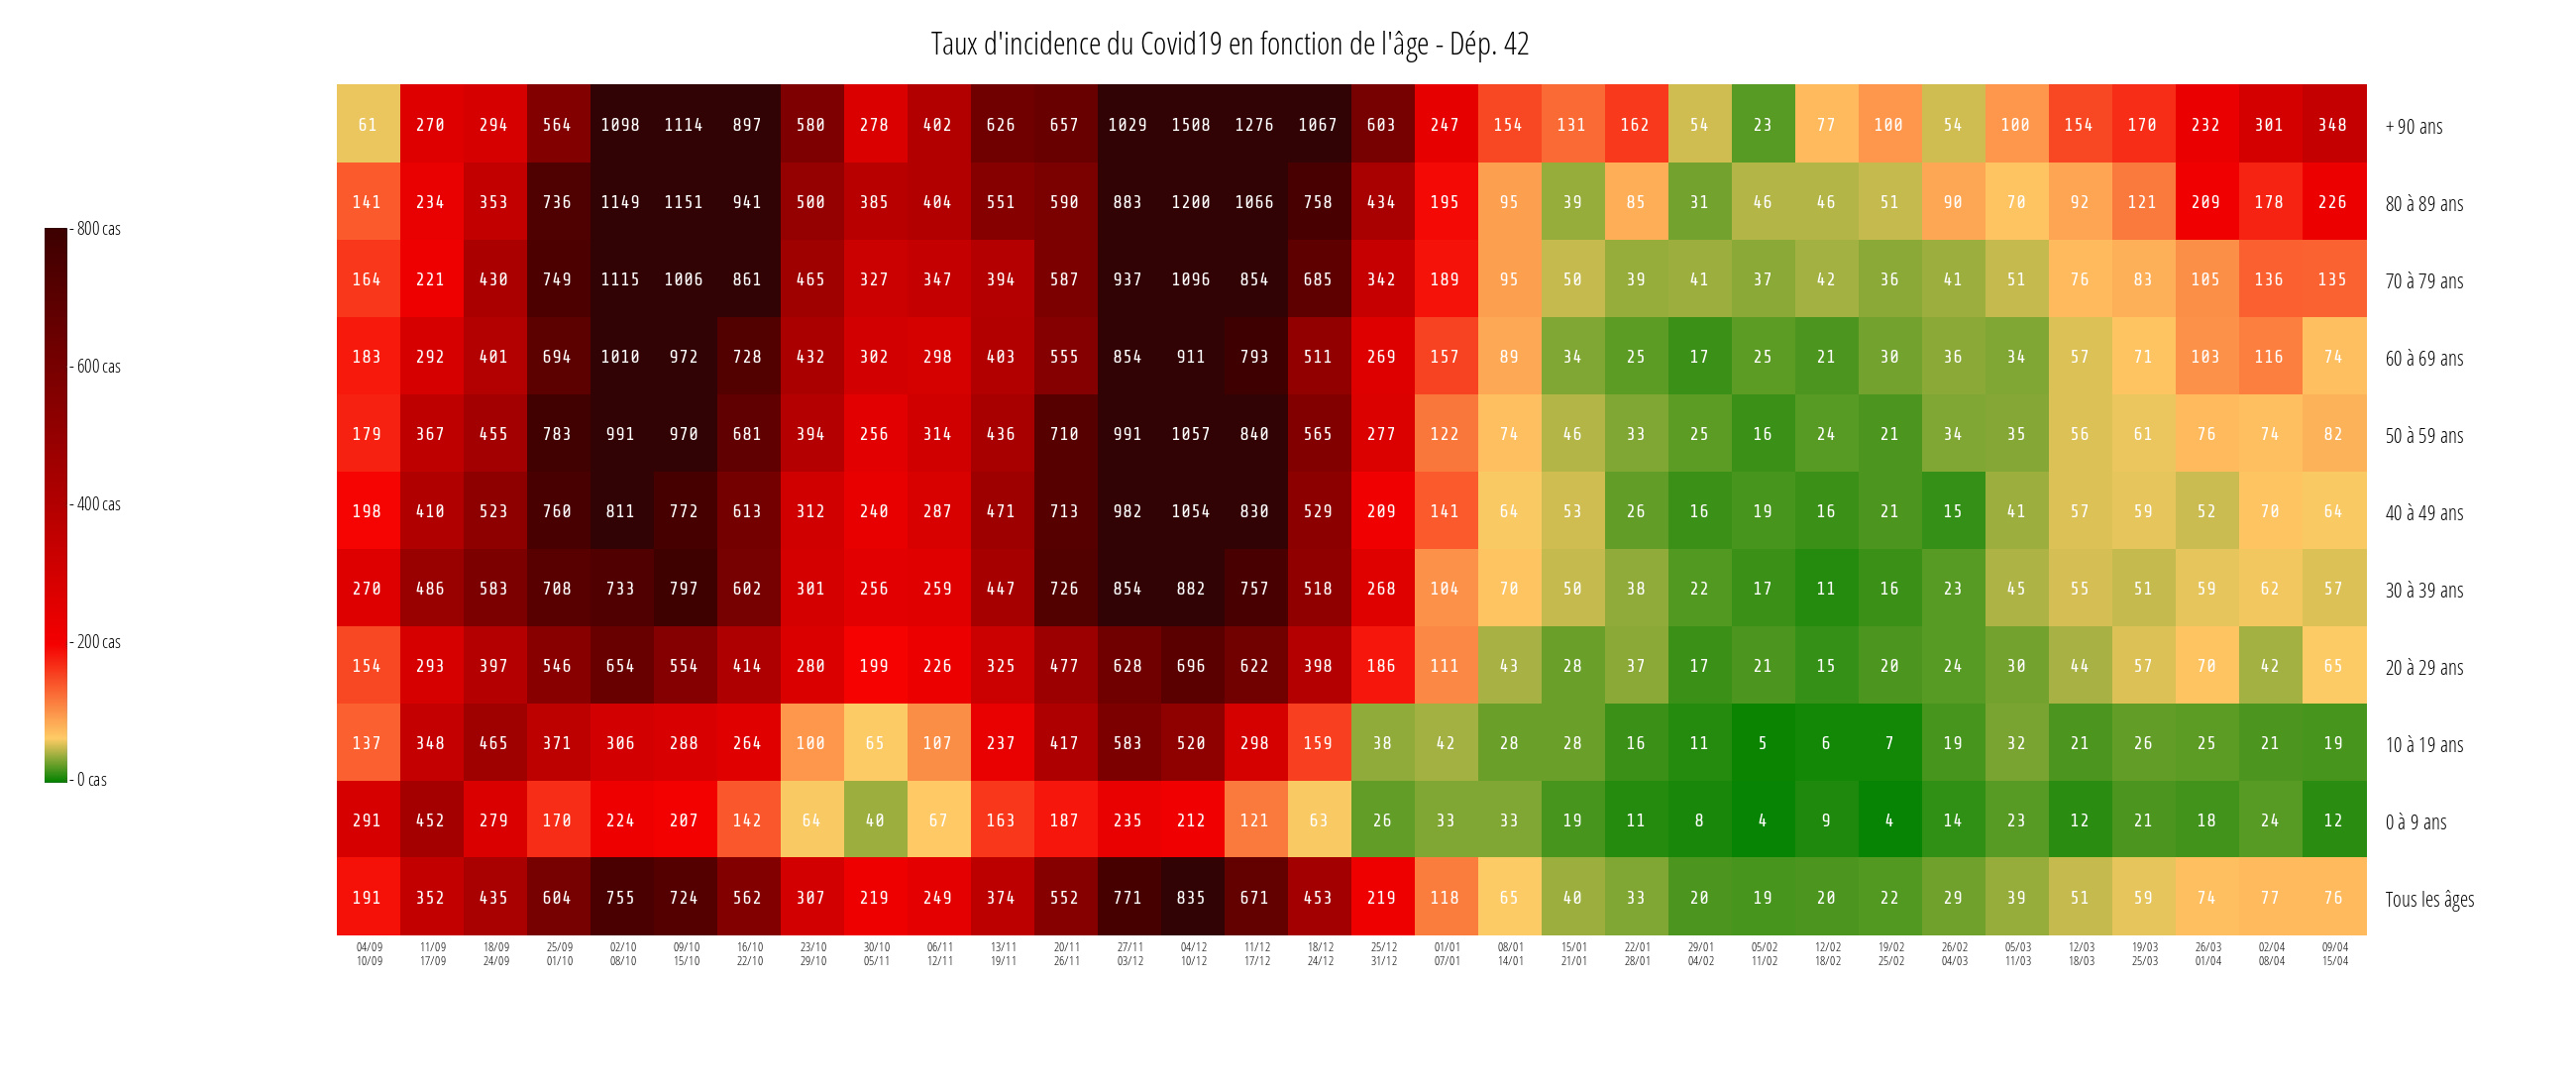 Taux d'incidence du Covid19 en fonction de l'âge - Dép. 42
- 800 cas
- 600 cas
- 400 cas
- 200 cas
- 0 cas
61 270 294 564 1098 1114 897 580 278 402 626 657 1029 1508 1276 1067 603 247 154 131 162 54 23 77 100 54 100 154 170 232 301 348 + 90 ans
141 234 353 736 1149 1151 941 500 385 404 551 590 883 1200 1066 758 434 195 95 39 85 31 46 46 51 90 70 92 121 209 178 226 80 à 89 ans
164 221 430 749 1115 1006 861 465 327 347 394 587 937 1096 854 685 342 189 95 50 39 41 37 42 36 41 51 76 83 105 136 135 70 à 79 ans
183 292 401 694 1010 972 728 432 302 298 403 555 854 911 793 511 269 157 89 34 25 17 25 21 30 36 34 57 71 103 116 74 60 à 69 ans
179 367 455 783 991 970 681 394 256 314 436 710 991 1057 840 565 277 122 74 46 33 25 16 24 21 34 35 56 61 76 74 82 50 à 59 ans
198 410 523 760 811 772 613 312 240 287 471 713 982 1054 830 529 209 141 64 53 26 16 19 16 21 15 41 57 59 52 70 64 40 à 49 ans
270 486 583 708 733 797 602 301 256 259 447 726 854 882 757 518 268 104 70 50 38 22 17 11 16 23 45 55 51 59 62 57 30 à 39 ans
154 293 397 546 654 554 414 280 199 226 325 477 628 696 622 398 186 111 43 28 37 17 21 15 20 24 30 44 57 70 42 65 20 à 29 ans
137 348 465 371 306 288 264 100 65 107 237 417 583 520 298 159 38 42 28 28 16 11 5 6 7 19 32 21 26 25 21 19 10 à 19 ans
291 452 279 170 224 207 142 64 40 67 163 187 235 212 121 63 26 33 33 19 11 8 4 9 4 14 23 12 21 18 24 12 0 à 9 ans
191 352 435 604 755 724 562 307 219 249 374 552 771 835 671 453 219 118 65 40 33 20 19 20 22 29 39 51 59 74 77 76 Tous les âges
04/09 11/09 18/09 25/09 02/10 09/10 16/10 23/10 30/10 06/11 13/11 20/11 27/11 04/12 11/12 18/12 25/12 01/01 08/01 15/01 22/01 29/01 05/02 12/02 19/02 26/02 05/03 12/03 19/03 26/03 02/04 09/04
10/09 17/09 24/09 01/10 08/10 15/10 22/10 29/10 05/11 12/11 19/11 26/11 03/12 10/12 17/12 24/12 31/12 07/01 14/01 21/01 28/01 04/02 11/02 18/02 25/02 04/03 11/03 18/03 25/03 01/04 08/04 15/04